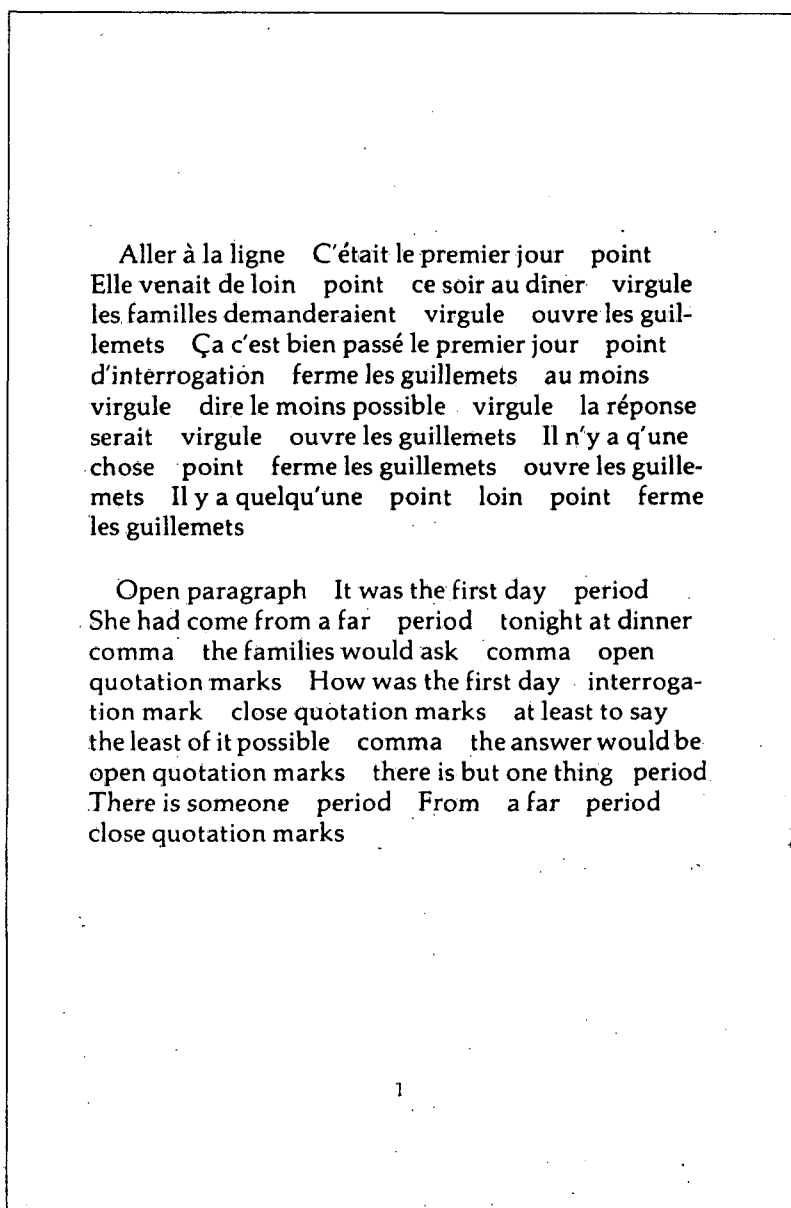 Aller à la ligne C'était le premier jour point
Elle venait de loin point ce soir au dîner virgule
les familles demanderaient virgule ouvre les guil-
lemets Ça c'est bien passé le premier jour point
d'interrogation ferme les guillemets au moins
virgule dire le moins possible virgule la réponse
serait virgule ouvre les guillemets Il n'y a q'une
chose point ferme les guillemets ouvre les guille-
mets Il y a quelqu'une point loin point ferme
les guillemets
Open paragraph It was the first day period
She had come from a far period tonight at dinner
comma the families would ask comma open
quotation marks How was the first day interroga-
tion mark close quotation marks at least to say
the least of it possible comma the answer would be
open quotation marks there is but one thing period
There is someone period From a far period
close quotation marks
1